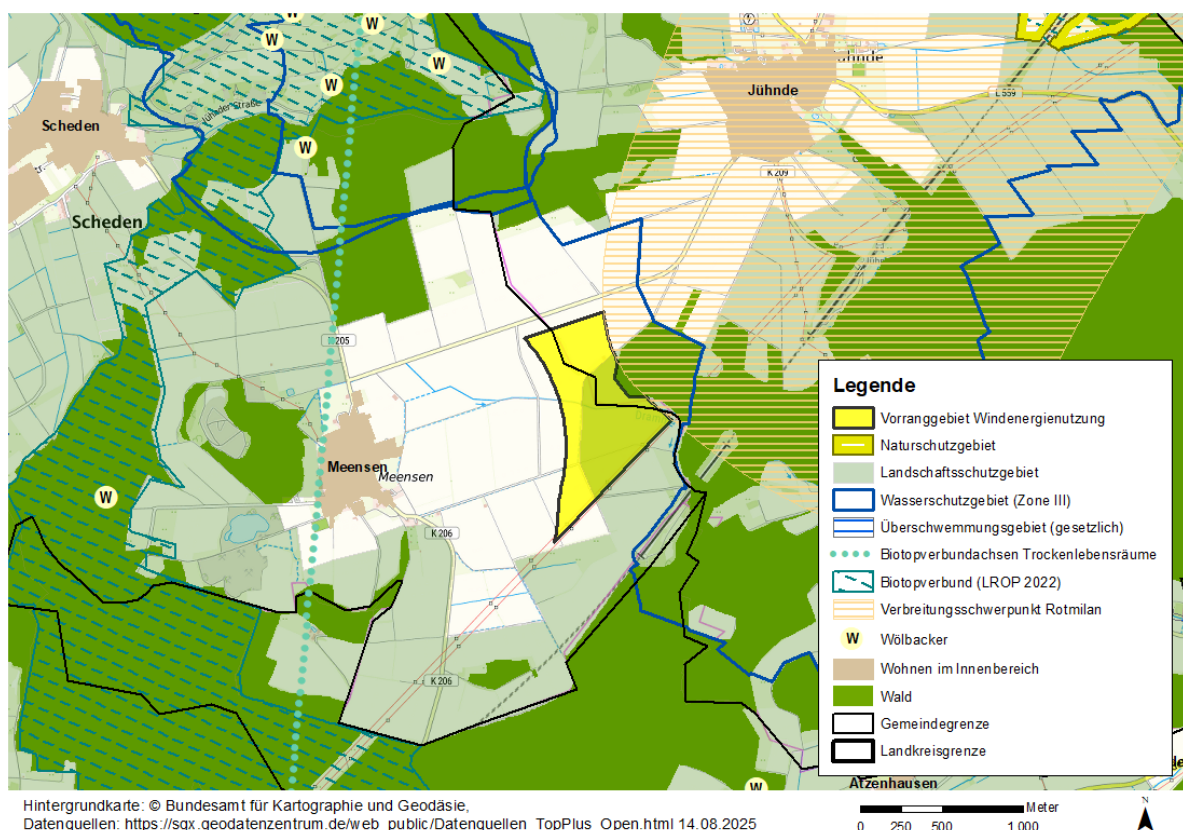 W
W
W
W
W
Jühnder Straße
Scheden
W
Scheden
ühnde
Jühnde
L 559
K 209
205
Meensen
Meensen
W
K 206
K 206
W
Atzenhausen
Legende
Vorranggebiet Windenergienutzung
Naturschutzgebiet
Landschaftsschutzgebiet
Wasserschutzgebiet (Zone III)
Überschwemmungsgebiet (gesetzlich)
Biotopverbundachsen Trockenlebensräume
Biotopverbund (LROP 2022)
Verbreitungsschwerpunkt Rotmilan
W Wölbacker
Wohnen im Innenbereich
Wald
Gemeindegrenze
Landkreisgrenze
Hintergrundkarte: © Bundesamt für Kartographie und Geodäsie,
Datenquellen: https://sgx.geodatenzentrum.de/web_public/Datenquellen_TopPlus_Open.html 14.08.2025
Meter
0 250 500 1.000
N